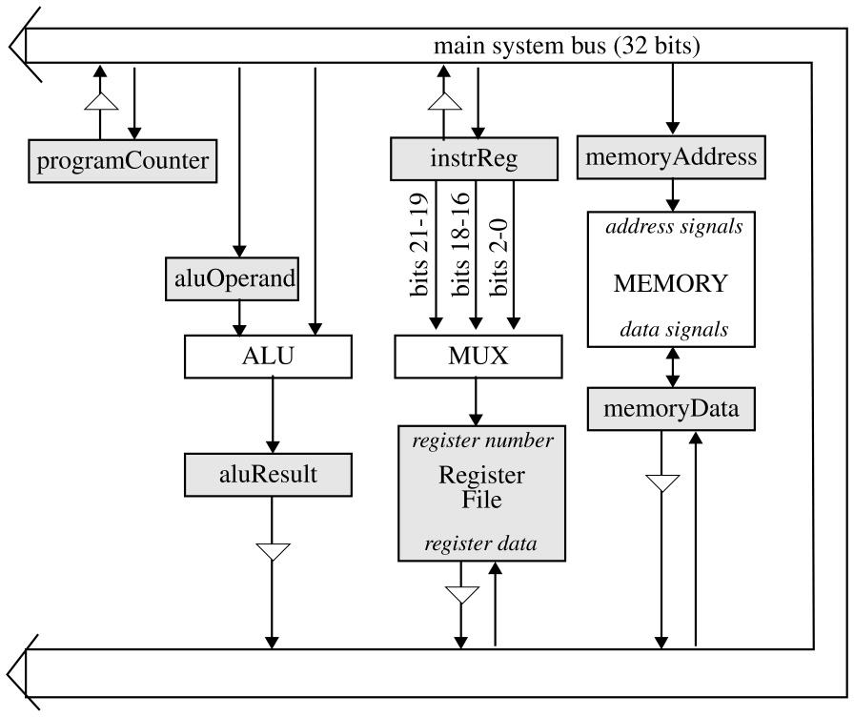 main system bus (32 bits)
programCounter
instrReg
memoryAddress
bits 21-19
bits 18-16
bits 2-0
address signals
MEMORY
data signals
aluOperand
ALU
MUX
memoryData
register number
Register
File
register data
aluResult